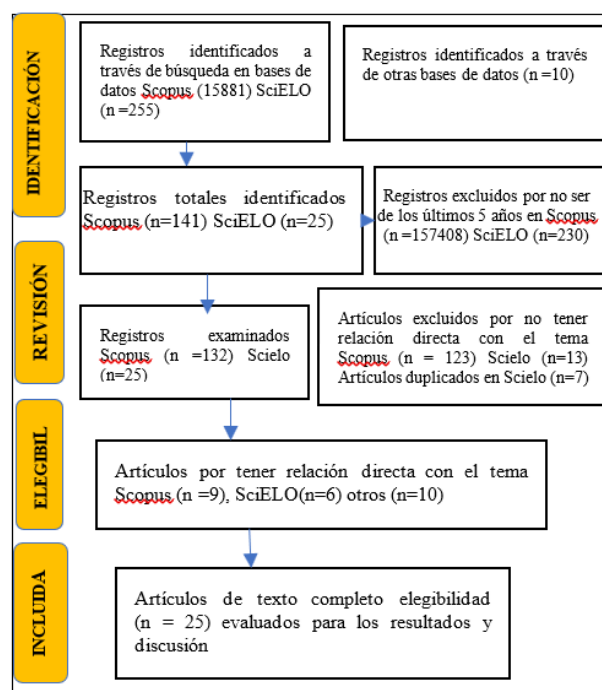 IDENTIFICACIÓN
Registros identificados a
través de búsqueda en bases de
datos Scopus (15881) SciELO
(n =255)
Registros identificados a través
de otras bases de datos (n =10)
Registros totales identificados
Scopus (n=141) SciELO (n=25)
Registros excluidos por no ser
de los últimos 5 años en Scopus
(n =157408) SciELO (n=230)
REVISIÓN
Registros examinados
Scopus (n =132) Scielo
(n=25)
Artículos excluidos por no tener
relación directa con el tema
Scopus (n = 123) Scielo (n=13)
Artículos duplicados en Scielo (n=7)
ELEGIBIL
Artículos por tener relación directa con el tema
Scopus (n =9), SciELO(n=6) otros (n=10)
INCLUIDA
Artículos de texto completo elegibilidad
(n = 25) evaluados para los resultados y
discusión